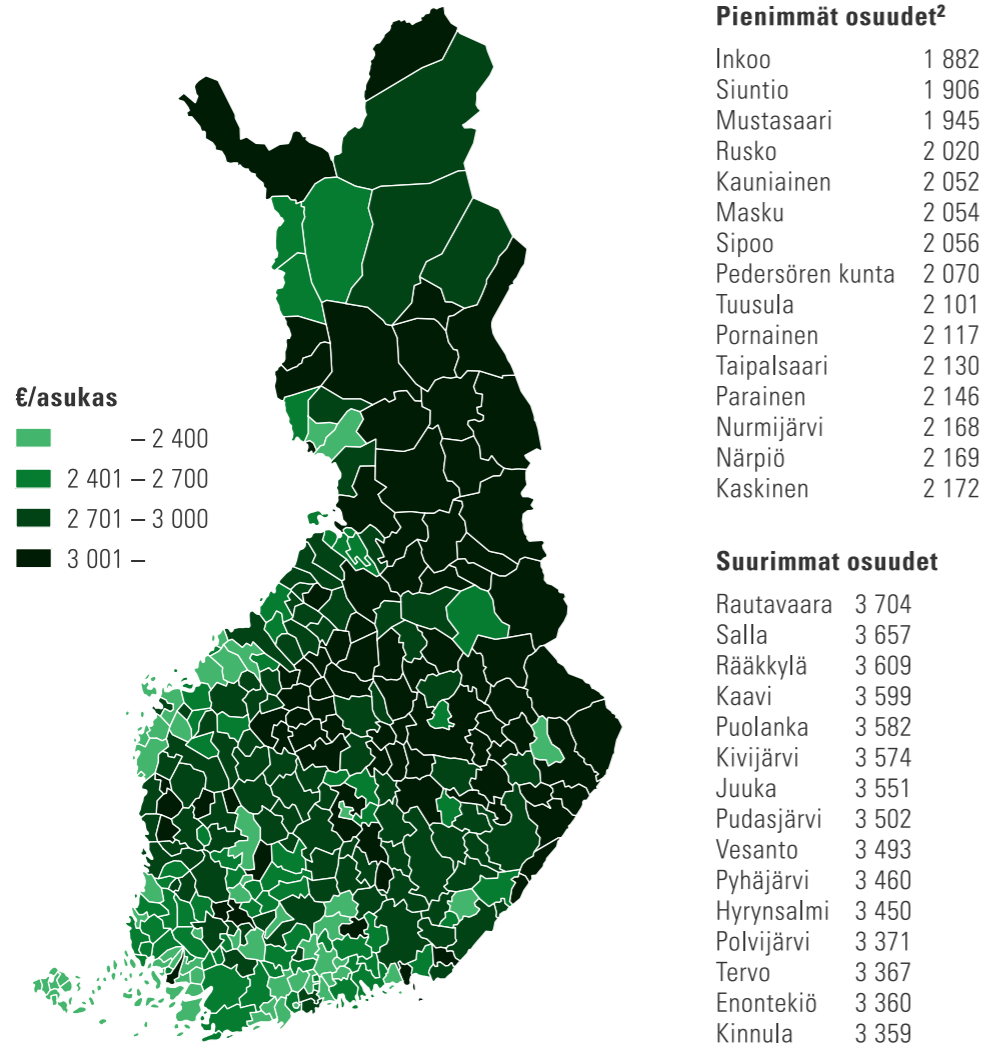 Pienimmät osuudet²
Inkoo 1 882
Siuntio 1 906
Mustasaari 1 945
Rusko 2 020
Kauniainen 2 052
Masku 2 054
Sipoo 2 056
Pedersören kunta 2 070
Tuusula 2 101
Pornainen 2 117
Taipalsaari 2 130
Parainen 2 146
Nurmijärvi 2 168
Närpiö 2 169
Kaskinen 2 172
€/asukas
– 2 400
2 401 – 2 700
2 701 – 3 000
3 001 –
Suurimmat osuudet
Rautavaara 3 704
Salla 3 657
Rääkkylä 3 609
Kaavi 3 599
Puolanka 3 582
Kivijärvi 3 574
Juuka 3 551
Pudasjärvi 3 502
Vesanto 3 493
Pyhäjärvi 3 460
Hyrynsalmi 3 450
Polvijärvi 3 371
Tervo 3 367
Enontekiö 3 360
Kinnula 3 359